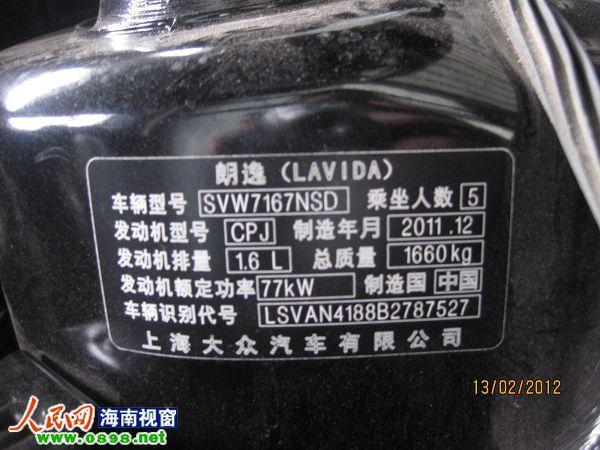 朗逸(LAVIDA)
车辆型号 SVW7167NSD 乘坐人数 5
发动机型号 CPJ 制造年月 2011.12
发动机排量 1.6 L 总质量 1660kg
发动机额定功率 77kW 制造国 中国
车辆识别代号 LSVAN4188B2787527
上海大众汽车有限公司
13/02/2012
人民网 海南视窗
www.0898.net